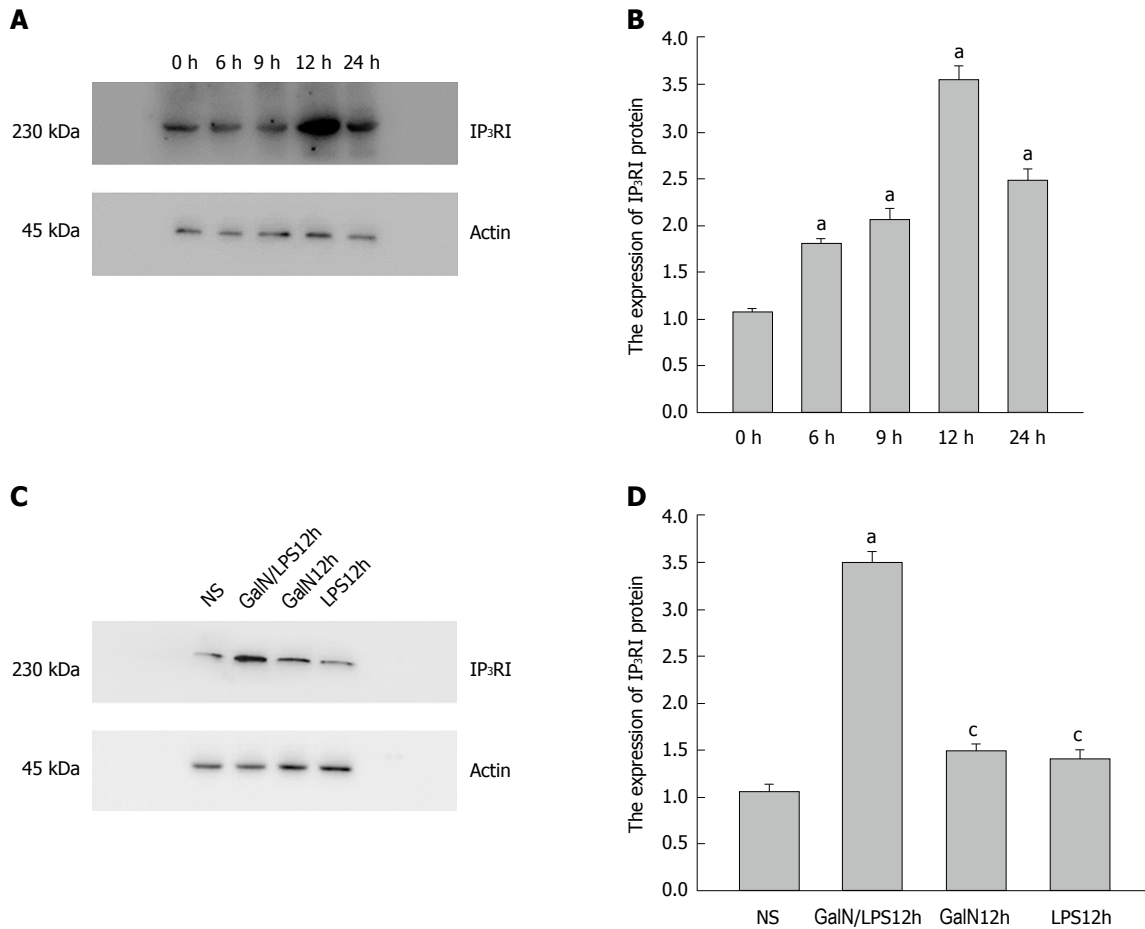 A
0 h 6 h 9 h 12 h 24 h
230 kDa
IP₃RI
45 kDa
Actin
B
The expression of IP₃RI protein
4.0
3.5
3.0
2.5
2.0
1.5
1.0
0.5
0.0
a
a
a
a
0 h 6 h 9 h 12 h 24 h
C
NS GalN/LPS12h GalN12h LPS12h
230 kDa
IP₃RI
45 kDa
Actin
D
The expression of IP₃RI protein
4.0
3.5
3.0
2.5
2.0
1.5
1.0
0.5
0.0
a
c
c
NS GalN/LPS12h GalN12h LPS12h